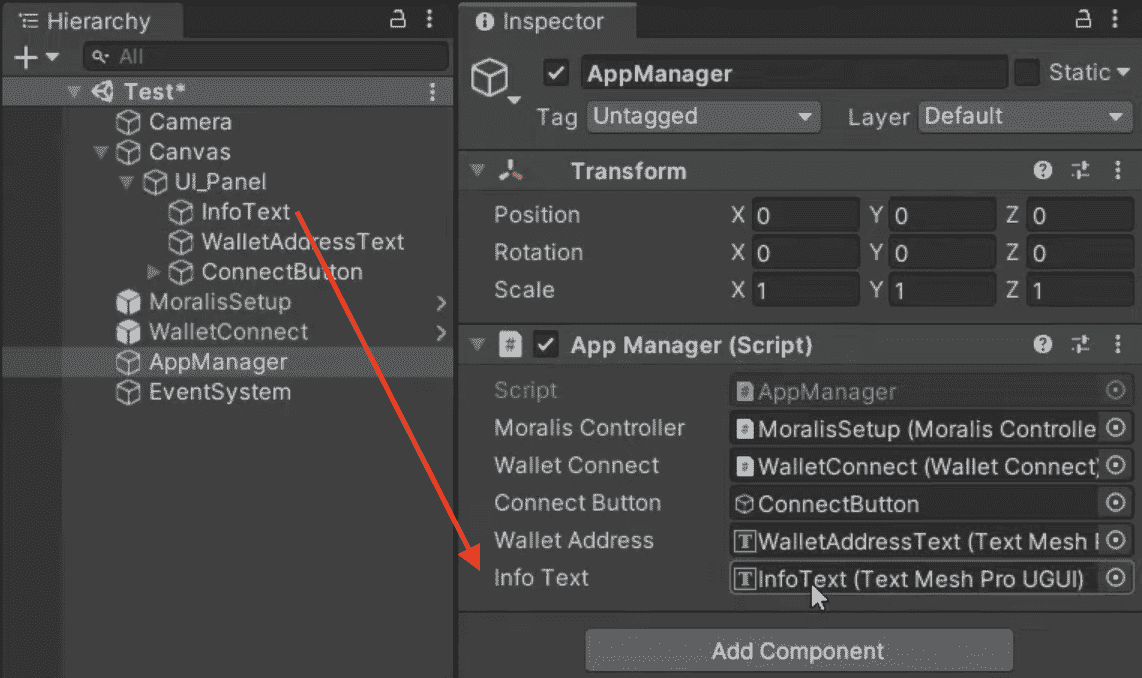 Hierarchy
All
Test*
Camera
Canvas
UI_Panel
InfoText
WalletAddressText
ConnectButton
MoralisSetup
WalletConnect
AppManager
EventSystem
Inspector
AppManager
Static
Tag Untagged Layer Default
Transform
Position X 0 Y 0 Z 0
Rotation X 0 Y 0 Z 0
Scale X 1 Y 1 Z 1
# App Manager (Script)
Script # AppManager
Moralis Controller # MoralisSetup (Moralis Controlle
Wallet Connect # WalletConnect (Wallet Connect)
Connect Button ConnectButton
Wallet Address T WalletAddressText (Text Mesh
Info Text T InfoText (Text Mesh Pro UGUI)
Add Component